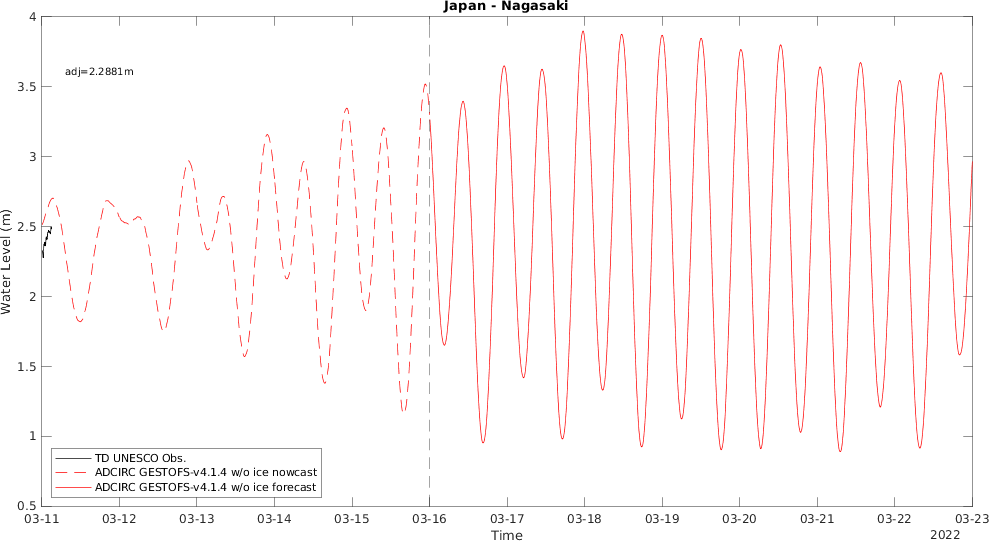 Japan - Nagasaki
adj=2.2881m
4
3.5
3
2.5
2
1.5
1
0.5
Water Level (m)
TD UNESCO Obs.
ADCIRC GESTOFS-v4.1.4 w/o ice nowcast
ADCIRC GESTOFS-v4.1.4 w/o ice forecast
03-11 03-12 03-13 03-14 03-15 03-16 03-17 03-18 03-19 03-20 03-21 03-22 03-23
Time
2022